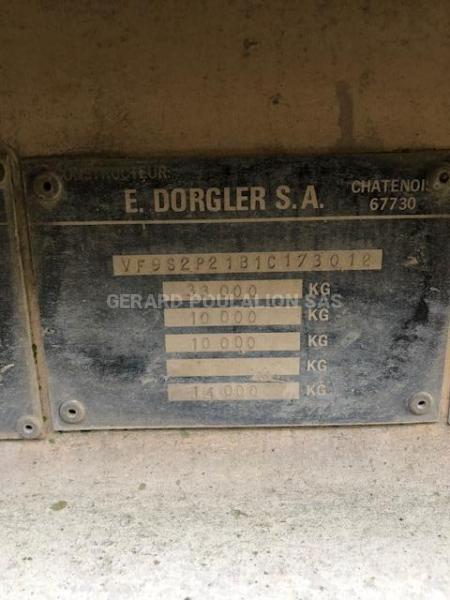 CONSTRUCTEUR
CHATENOIS
E. DORGLER S.A.
67730
VF9S2P21B1C173012
33 000 KG
GERARD POULALION SAS
10 000 KG
10 000 KG
KG
14 000 KG